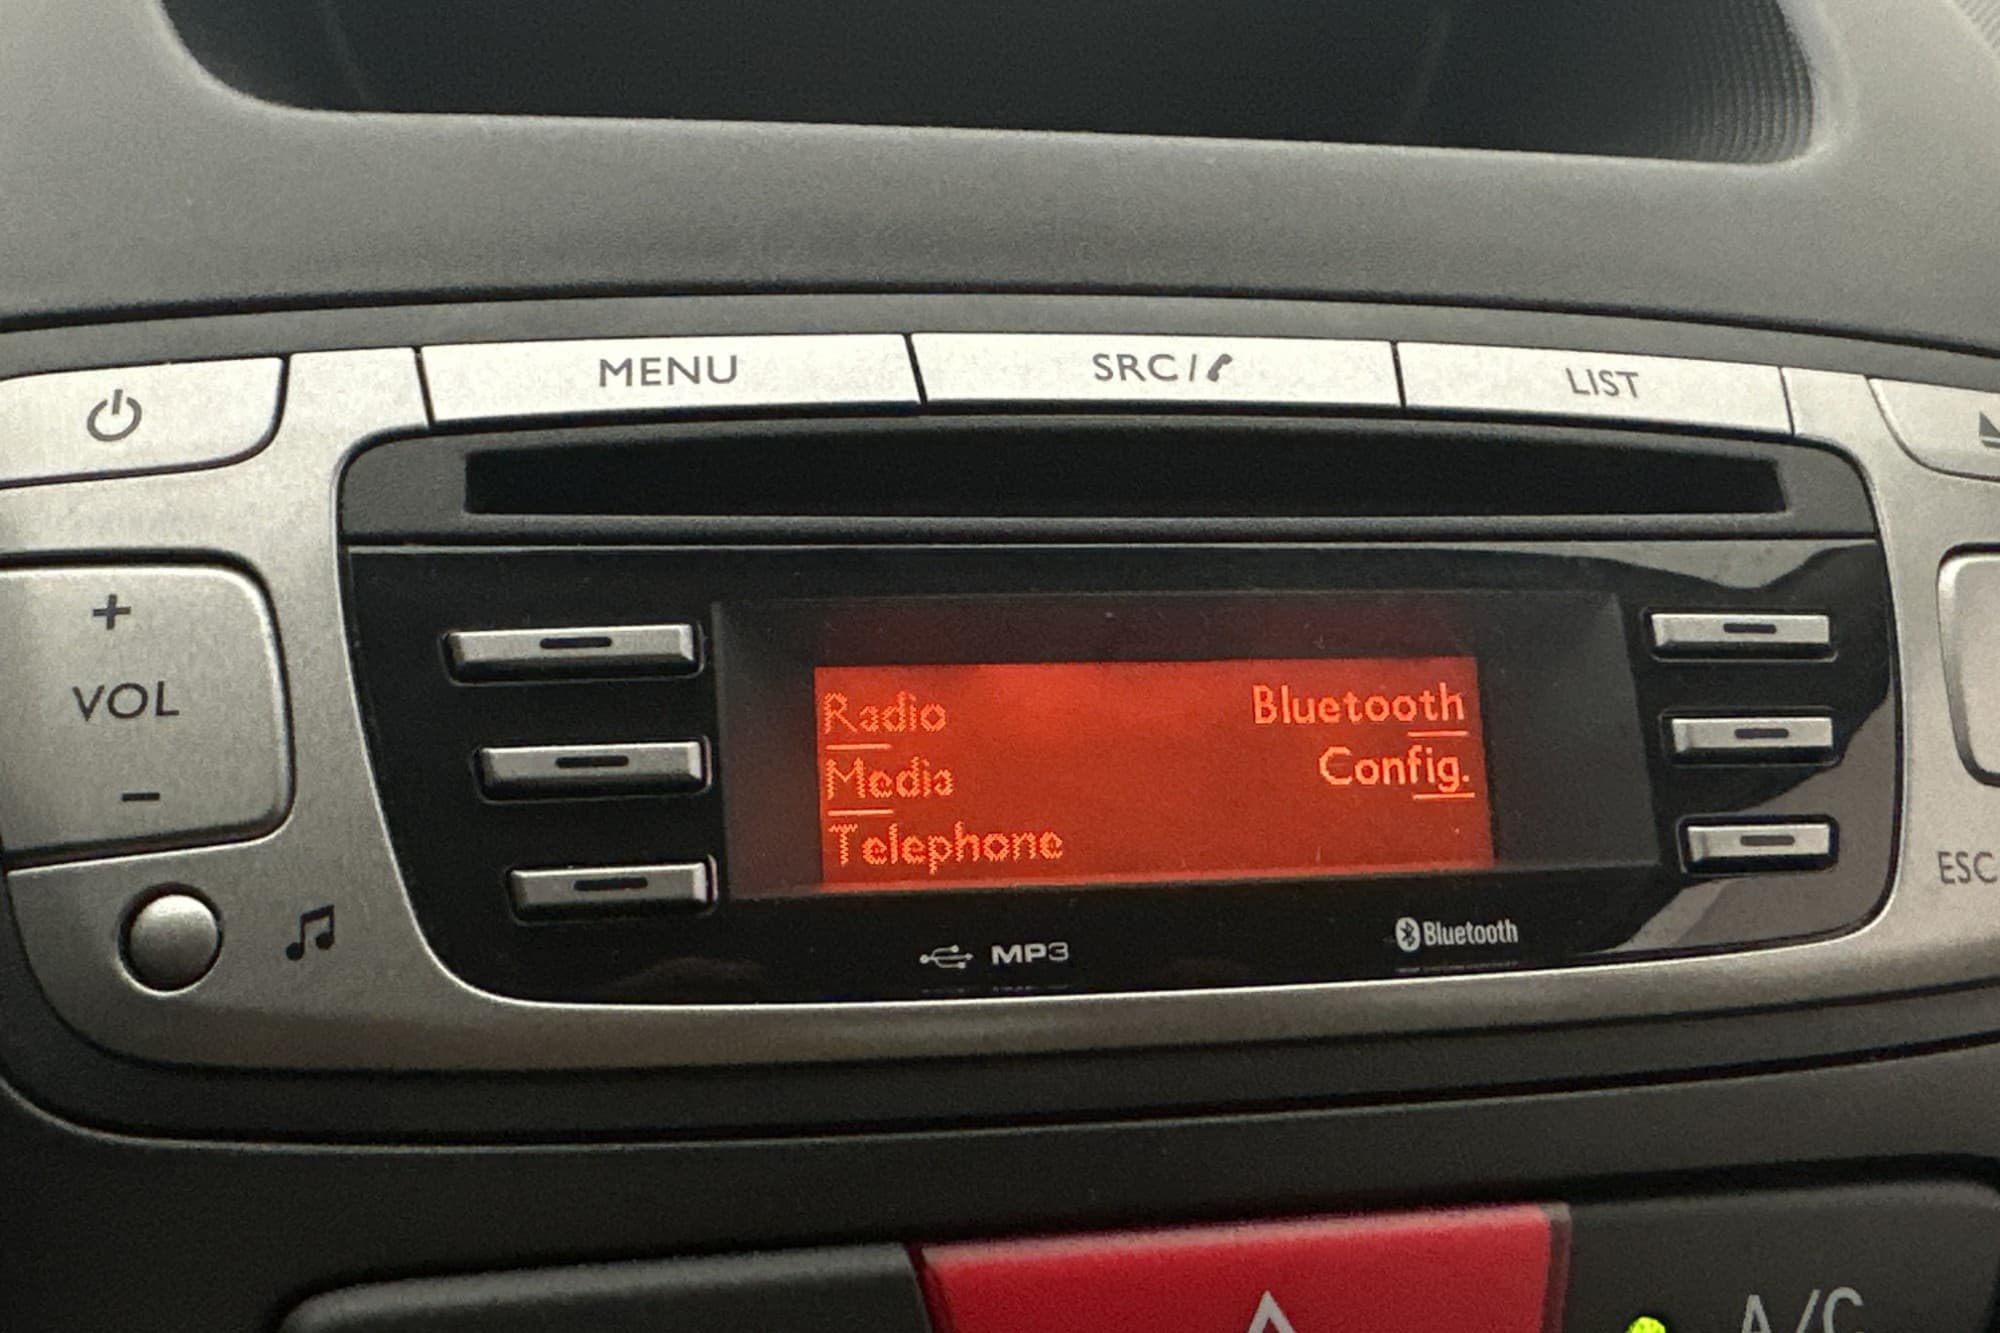 MENU
SRC/
LIST
+
VOL
−
Radio
Bluetooth
Media
Config.
Telephone
ESC
MP3
Bluetooth
A/C